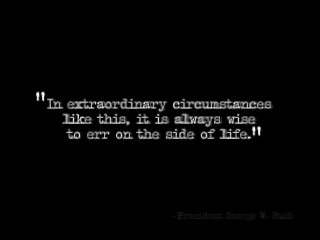 "In extraordinary circumstances
like this, it is always wise
to err on the side of life."
-President George W. Bush